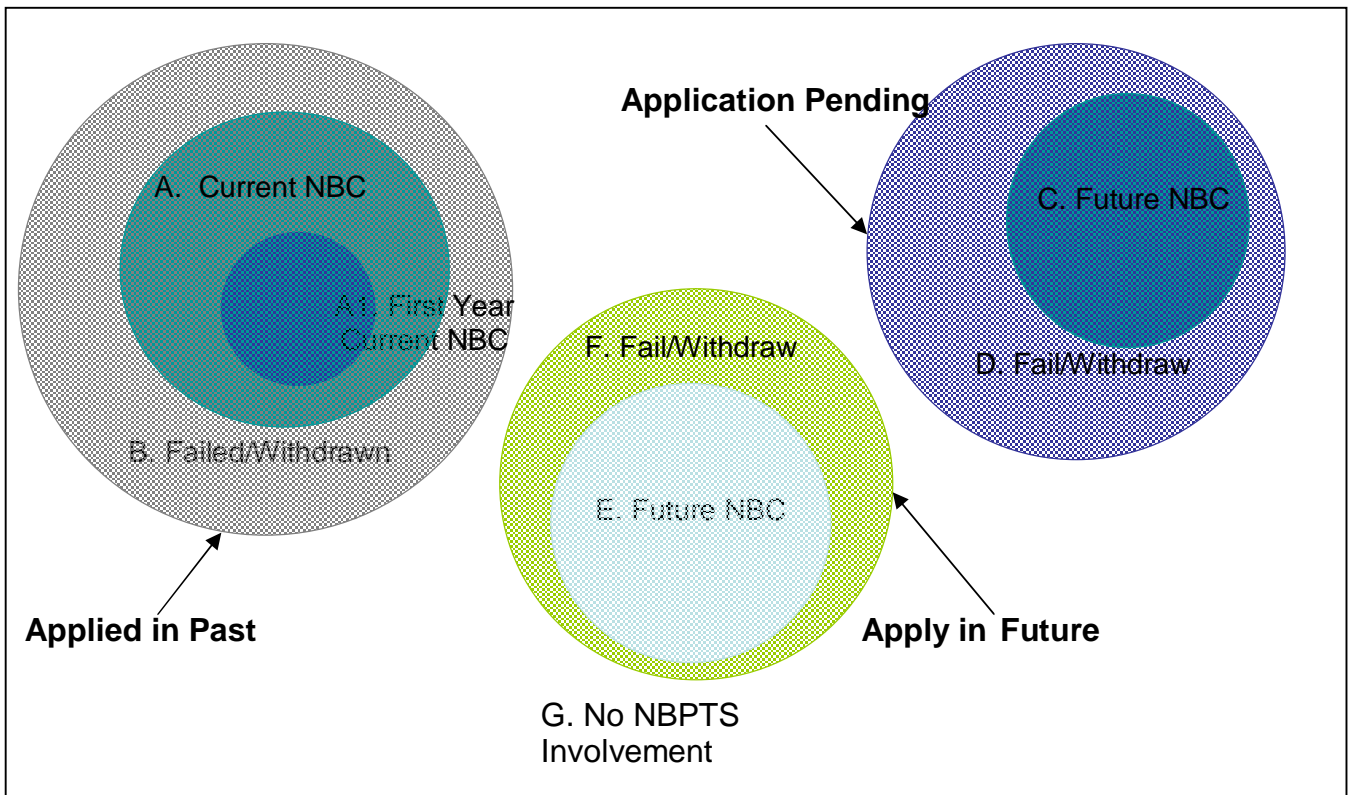 Application Pending
A. Current NBC
C. Future NBC
A1. First Year
Current NBC
F. Fail/Withdraw
D. Fail/Withdraw
B. Failed/Withdrawn
E. Future NBC
Applied in Past
Apply in Future
G. No NBPTS
Involvement